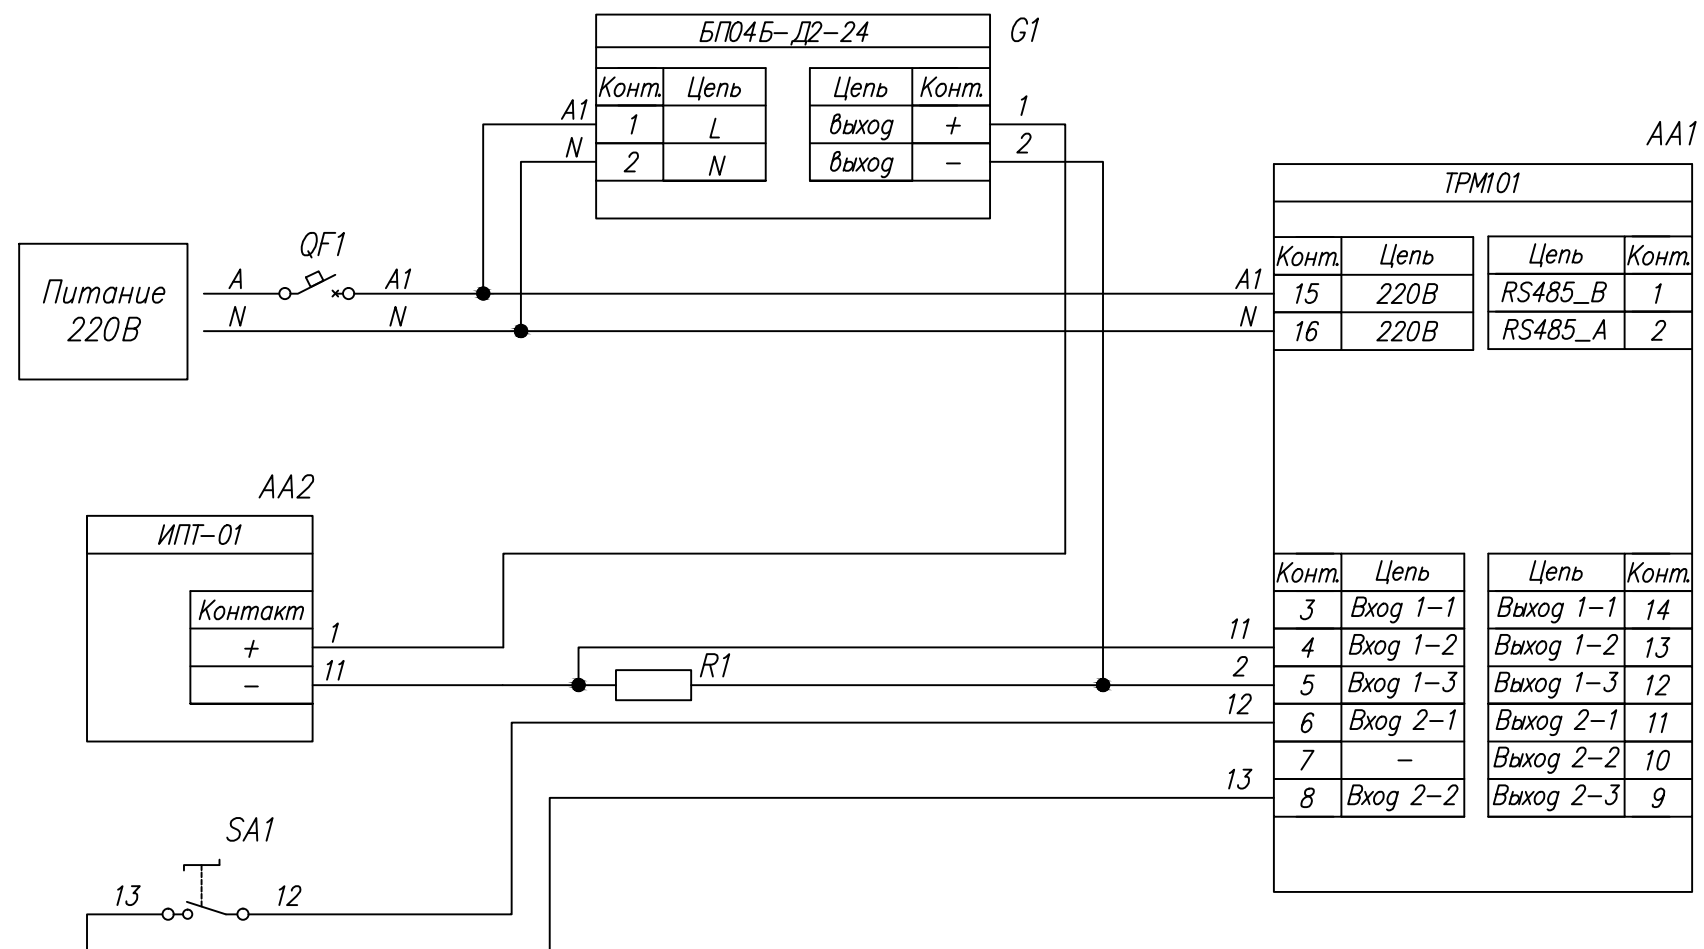 БП04Б-Д2-24
G1
Конт. Цепь Цепь Конт.
A1 1 L выход + 1
N 2 N выход - 2
AA1
ТРМ101
QF1
Питание
220В
A A1 A1
N N N
Конт. Цепь Цепь Конт.
15 220В RS485_B 1
16 220В RS485_A 2
AA2
ИПТ-01
Контакт
+ 1
- 11
R1
11
2
12
13
Конт. Цепь Цепь Конт.
3 Вход 1-1 Выход 1-1 14
4 Вход 1-2 Выход 1-2 13
5 Вход 1-3 Выход 1-3 12
6 Вход 2-1 Выход 2-1 11
7 - Выход 2-2 10
8 Вход 2-2 Выход 2-3 9
SA1
13 12